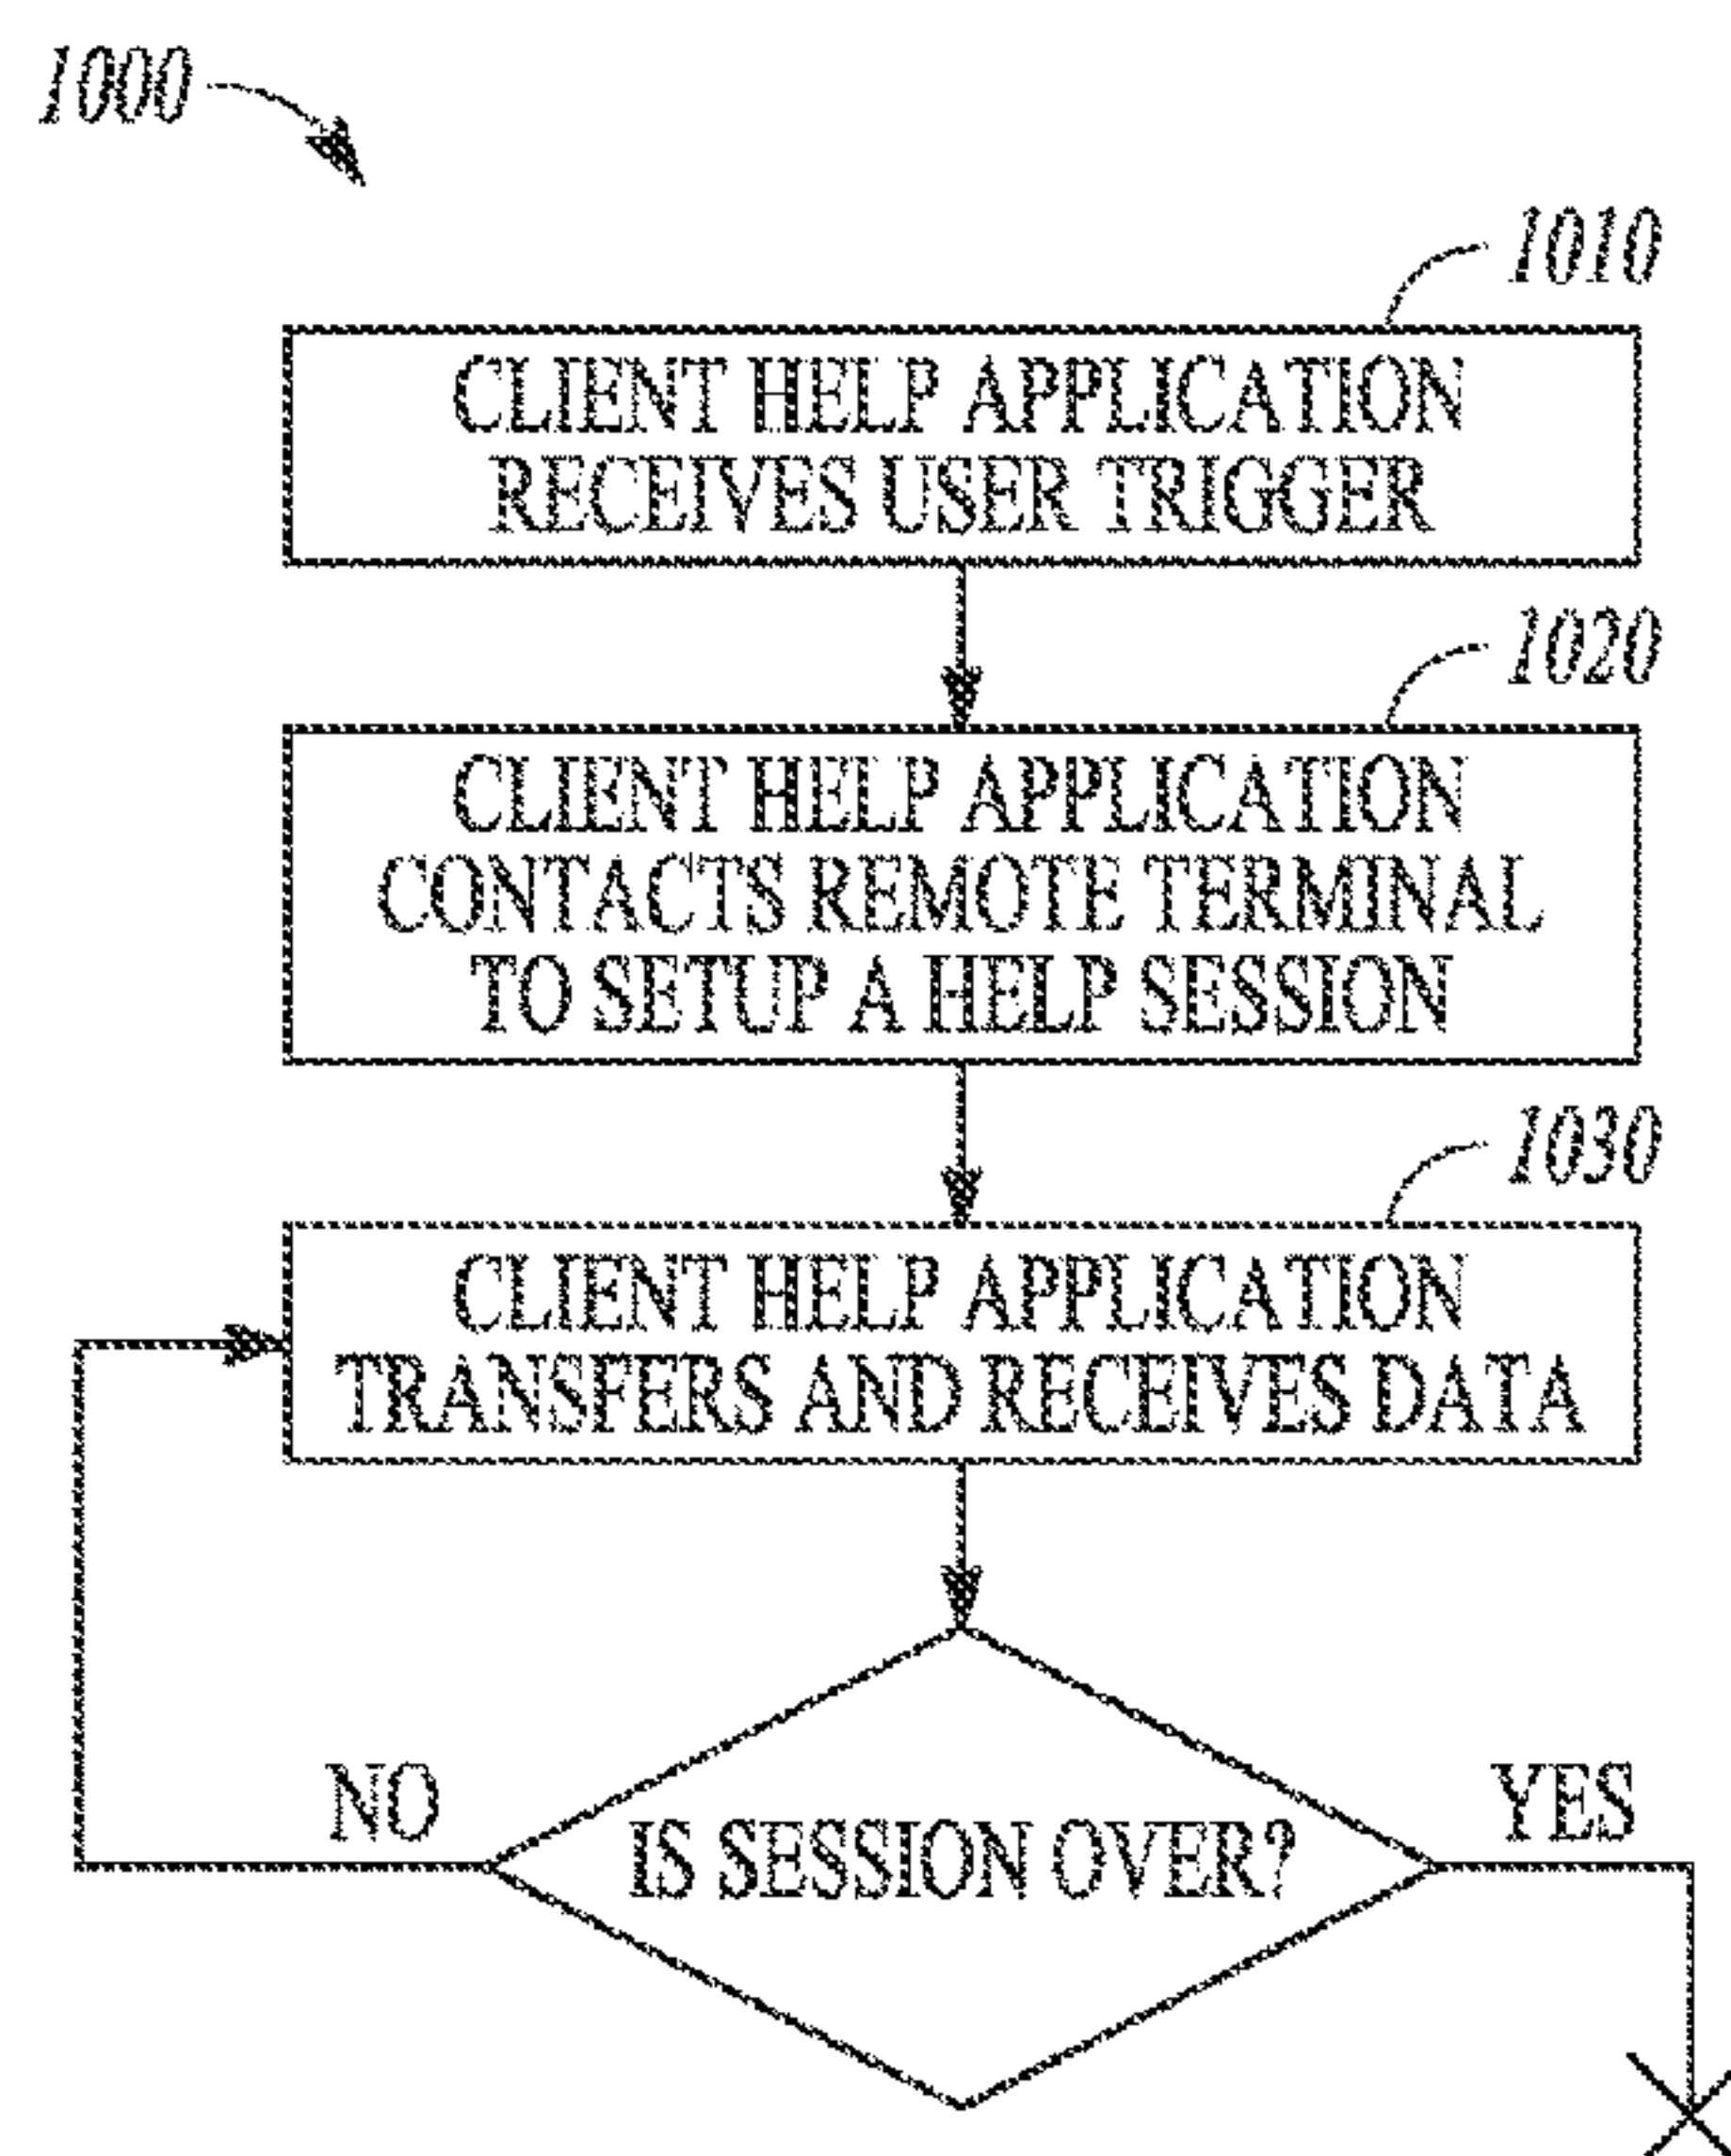 1000
1010
CLIENT HELP APPLICATION
RECEIVES USER TRIGGER
1020
CLIENT HELP APPLICATION
CONTACTS REMOTE TERMINAL
TO SETUP A HELP SESSION
1030
CLIENT HELP APPLICATION
TRANSFERS AND RECEIVES DATA
NO
YES
IS SESSION OVER?